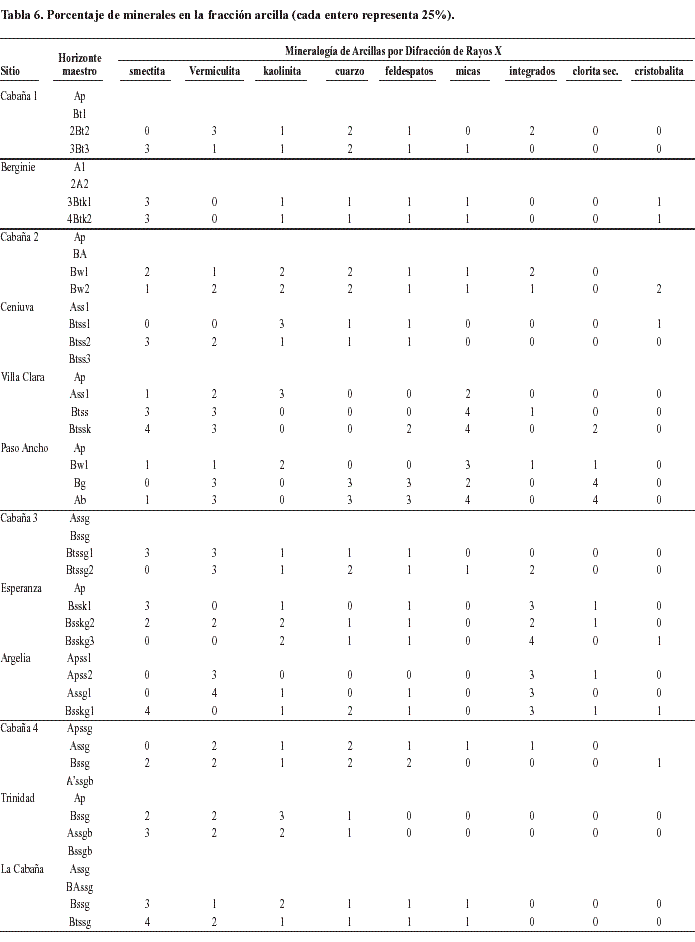 Tabla 6. Porcentaje de minerales en la fracción arcilla (cada entero representa 25%).
Mineralogía de Arcillas por Difracción de Rayos X
Sitio Horizonte maestro smectita Vermiculita kaolinita cuarzo feldespatos micas integrados clorita sec. cristobalita
Cabaña 1 Ap
Bt1
2Bt2 0 3 1 2 1 0 2 0 0
3Bt3 3 1 1 2 1 1 0 0 0
Berginie A1
2A2
3Btk1 3 0 1 1 1 1 0 0 1
4Btk2 3 0 1 1 1 1 0 0 1
Cabaña 2 Ap
BA
Bw1 2 1 2 2 1 1 2 0
Bw2 1 2 2 2 1 1 1 0 2
Ceniuva Ass1
Btss1 0 0 3 1 1 0 0 0 1
Btss2 3 2 1 1 1 0 0 0 0
Btss3
Villa Clara Ap
Ass1 1 2 3 0 0 2 0 0 0
Btss 3 3 0 0 0 4 1 0 0
Btssk 4 3 0 0 2 4 0 2 0
Paso Ancho Ap
Bw1 1 1 2 0 0 3 1 1 0
Bg 0 3 0 3 3 2 0 4 0
Ab 1 3 0 3 3 4 0 4 0
Cabaña 3 Assg
Bssg
Btssg1 3 3 1 1 1 0 0 0 0
Btssg2 0 3 1 2 1 1 2 0 0
Esperanza Ap
Bssk1 3 0 1 0 1 0 3 1 0
Bsskg2 2 2 2 1 1 0 2 1 0
Bsskg3 0 0 2 1 1 0 4 0 1
Argelia Apss1
Apss2 0 3 0 0 0 0 3 1 0
Assg1 0 4 1 0 1 0 3 0 0
Bsskg1 4 0 1 2 1 0 3 1 1
Cabaña 4 Apssg
Assg 0 2 1 2 1 1 1 0
Bssg 2 2 1 2 2 0 0 0 1
A'ssgb
Trinidad Ap
Bssg 2 2 3 1 0 0 0 0 0
Assgb 3 2 2 1 0 0 0 0 0
Bssgb
La Cabaña Assg
BAssg
Bssg 3 1 2 1 1 1 0 0 0
Btssg 4 2 1 1 1 1 0 0 0